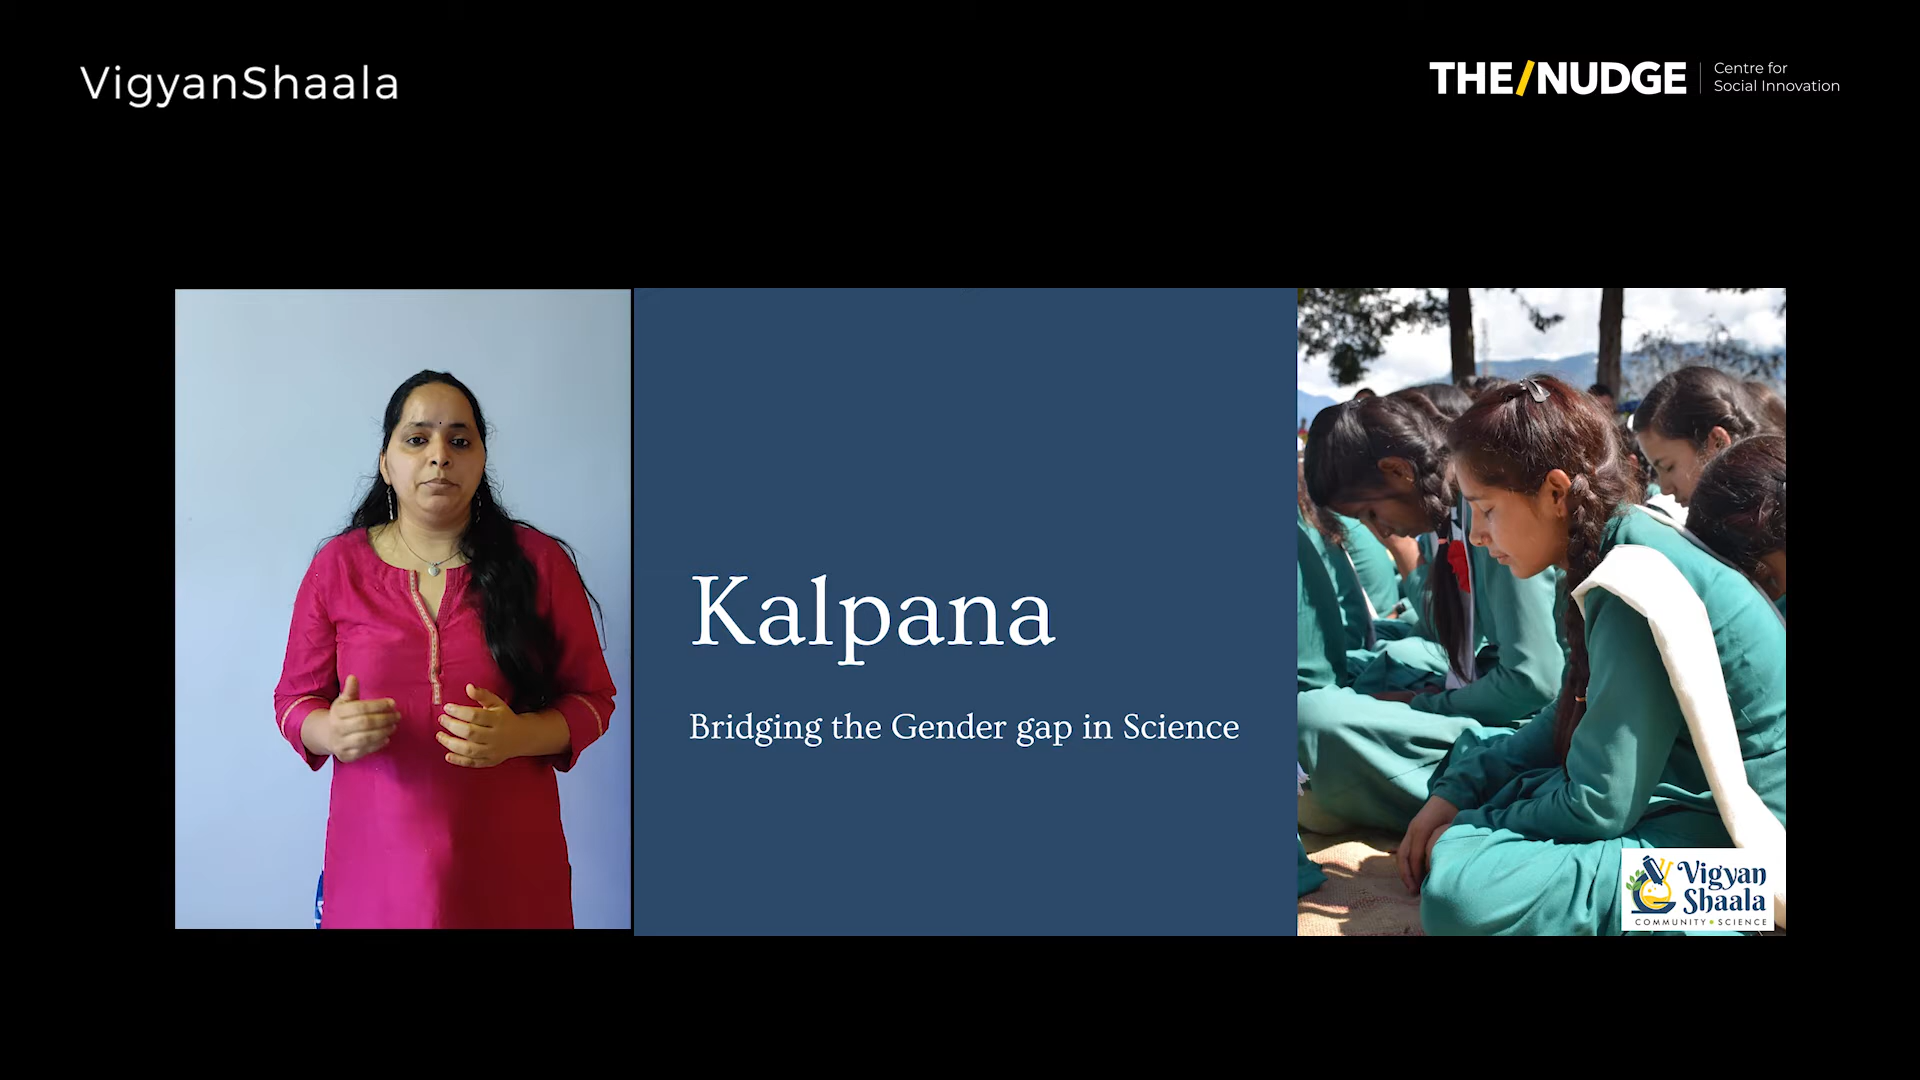 VigyanShaala
THE/NUDGE
Centre for
Social Innovation
Kalpana
Bridging the Gender gap in Science
Vigyan
Shaala
COMMUNITY • SCIENCE